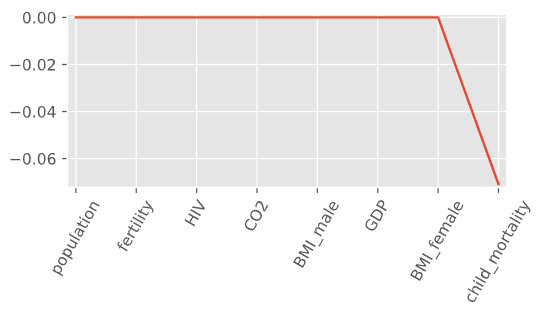 0.00
−0.02
−0.04
−0.06
population
fertility
HIV
CO2
BMI_male
GDP
BMI_female
child_mortality